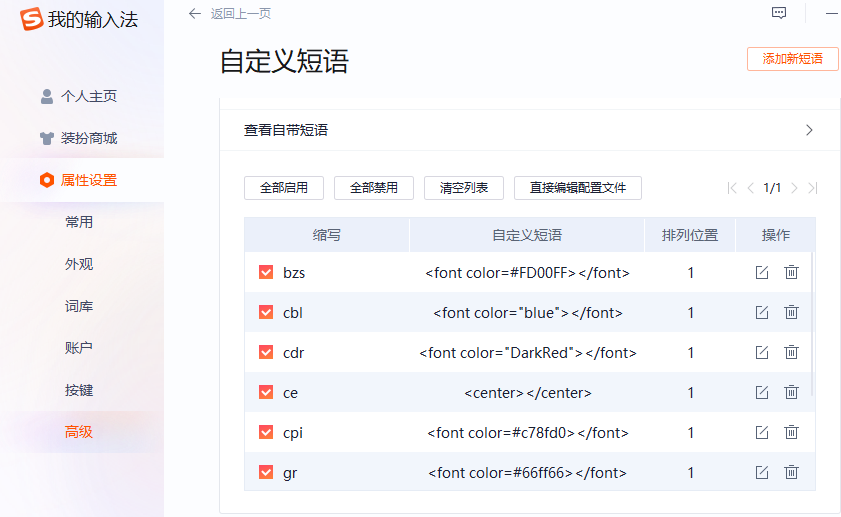 我的输入法
返回上一页
自定义短语
添加新短语
个人主页
装扮商城
属性设置
常用
外观
词库
账户
按键
高级
查看自带短语
全部启用 全部禁用 清空列表 直接编辑配置文件 1/1
缩写 自定义短语 排列位置 操作
bzs <font color=#FD00FF></font> 1
cbl <font color="blue"></font> 1
cdr <font color="DarkRed"></font> 1
ce <center></center> 1
cpi <font color=#c78fd0></font> 1
gr <font color=#66ff66></font> 1